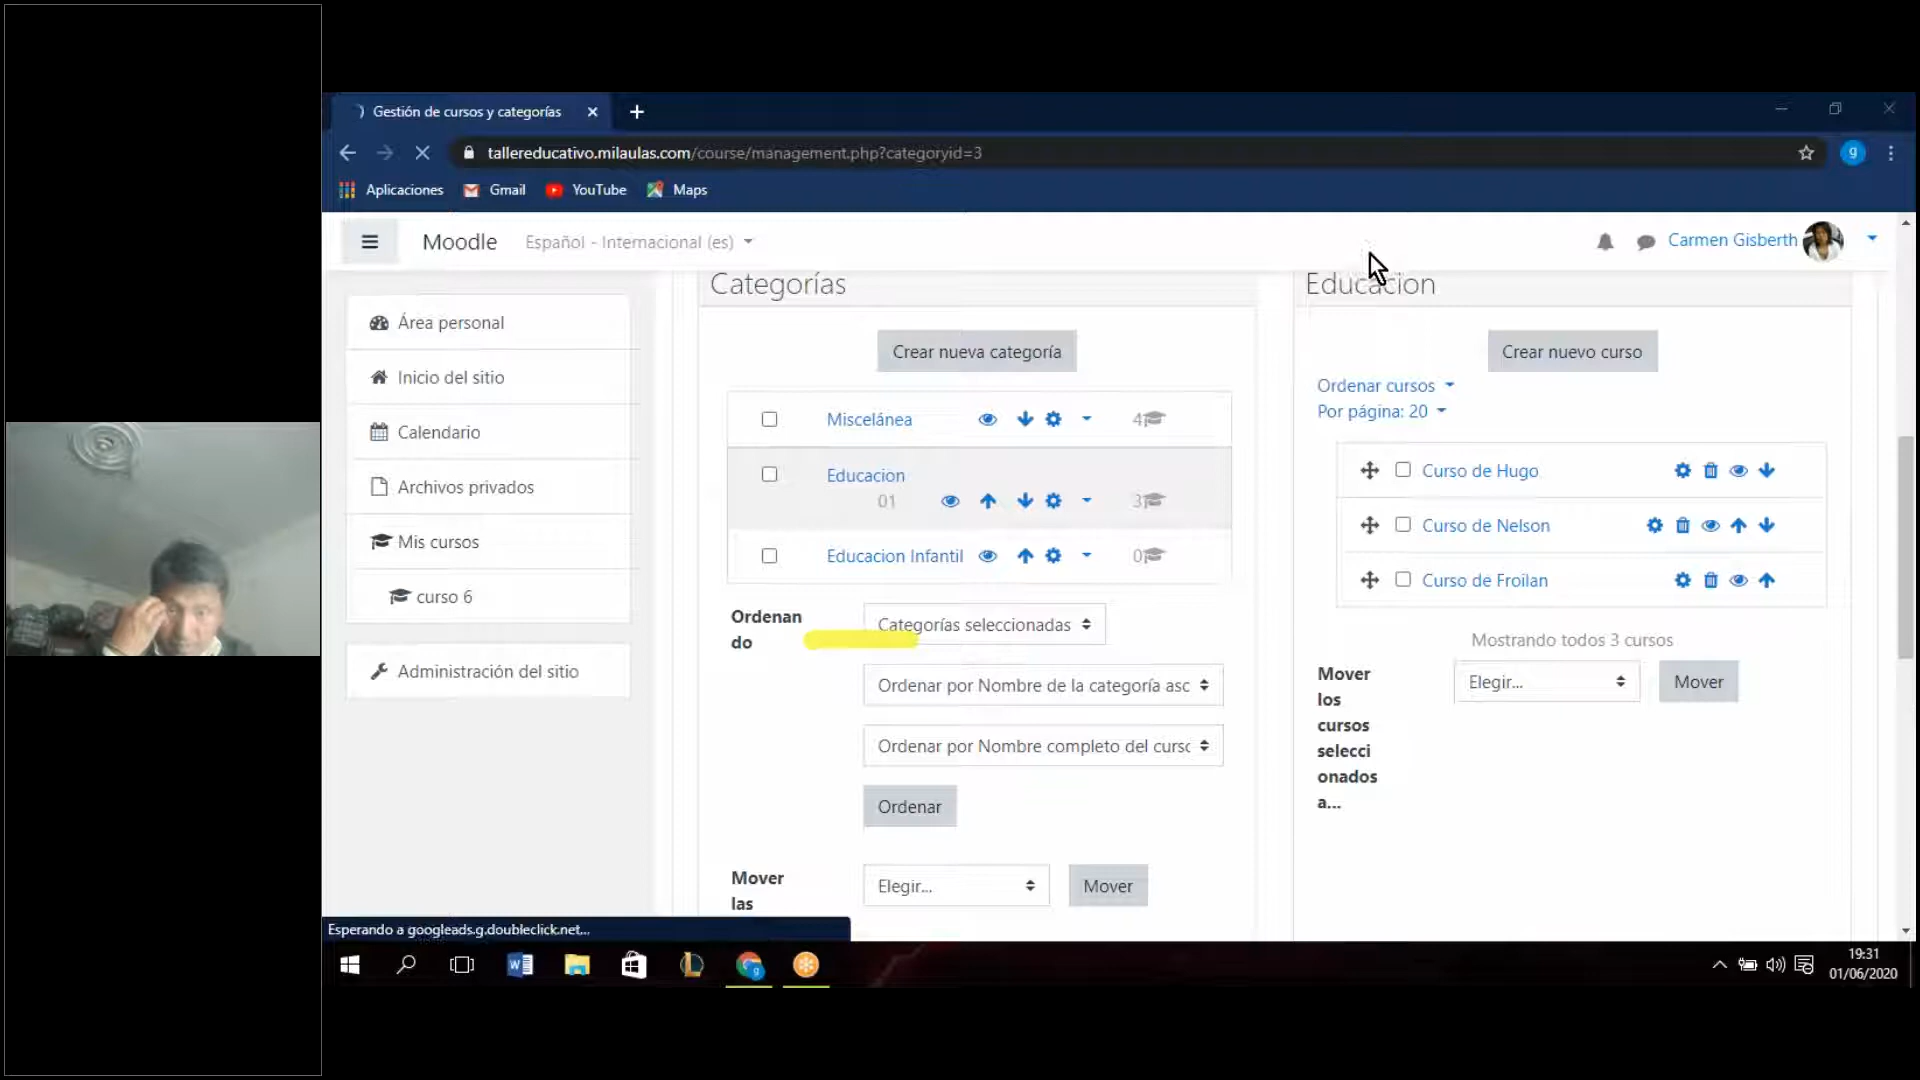 Gestión de cursos y categorías
tallereducativo.milaulas.com/course/management.php?categoryid=3
g
Aplicaciones Gmail YouTube Maps
Moodle Español - Internacional (es) Carmen Gisberth
Área personal
Inicio del sitio
Calendario
Archivos privados
Mis cursos
curso 6
Administración del sitio
Categorías
Crear nueva categoría
Miscelánea 4
Educacion
01 3
Educacion Infantil 0
Ordenan
do
Categorías seleccionadas
Ordenar por Nombre de la categoría asc
Ordenar por Nombre completo del curso
Ordenar
Mover
las
Elegir...
Mover
Educacion
Crear nuevo curso
Ordenar cursos
Por página: 20
Curso de Hugo
Curso de Nelson
Curso de Froilan
Mostrando todos 3 cursos
Mover
los
cursos
selecci
onados
a...
Elegir...
Mover
Esperando a googleads.g.doubleclick.net...
19:31
01/06/2020